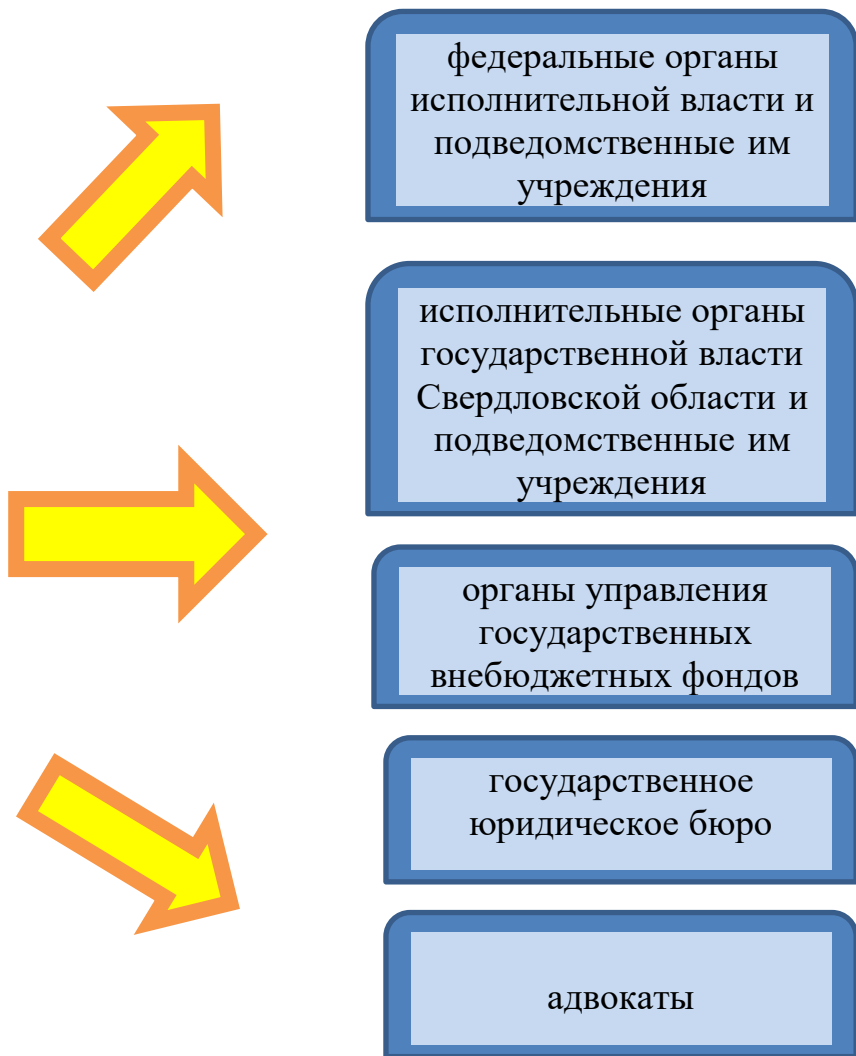 федеральные органы
исполнительной власти и
подведомственные им
учреждения
исполнительные органы
государственной власти
Свердловской области и
подведомственные им
учреждения
органы управления
государственных
внебюджетных фондов
государственное
юридическое бюро
адвокаты